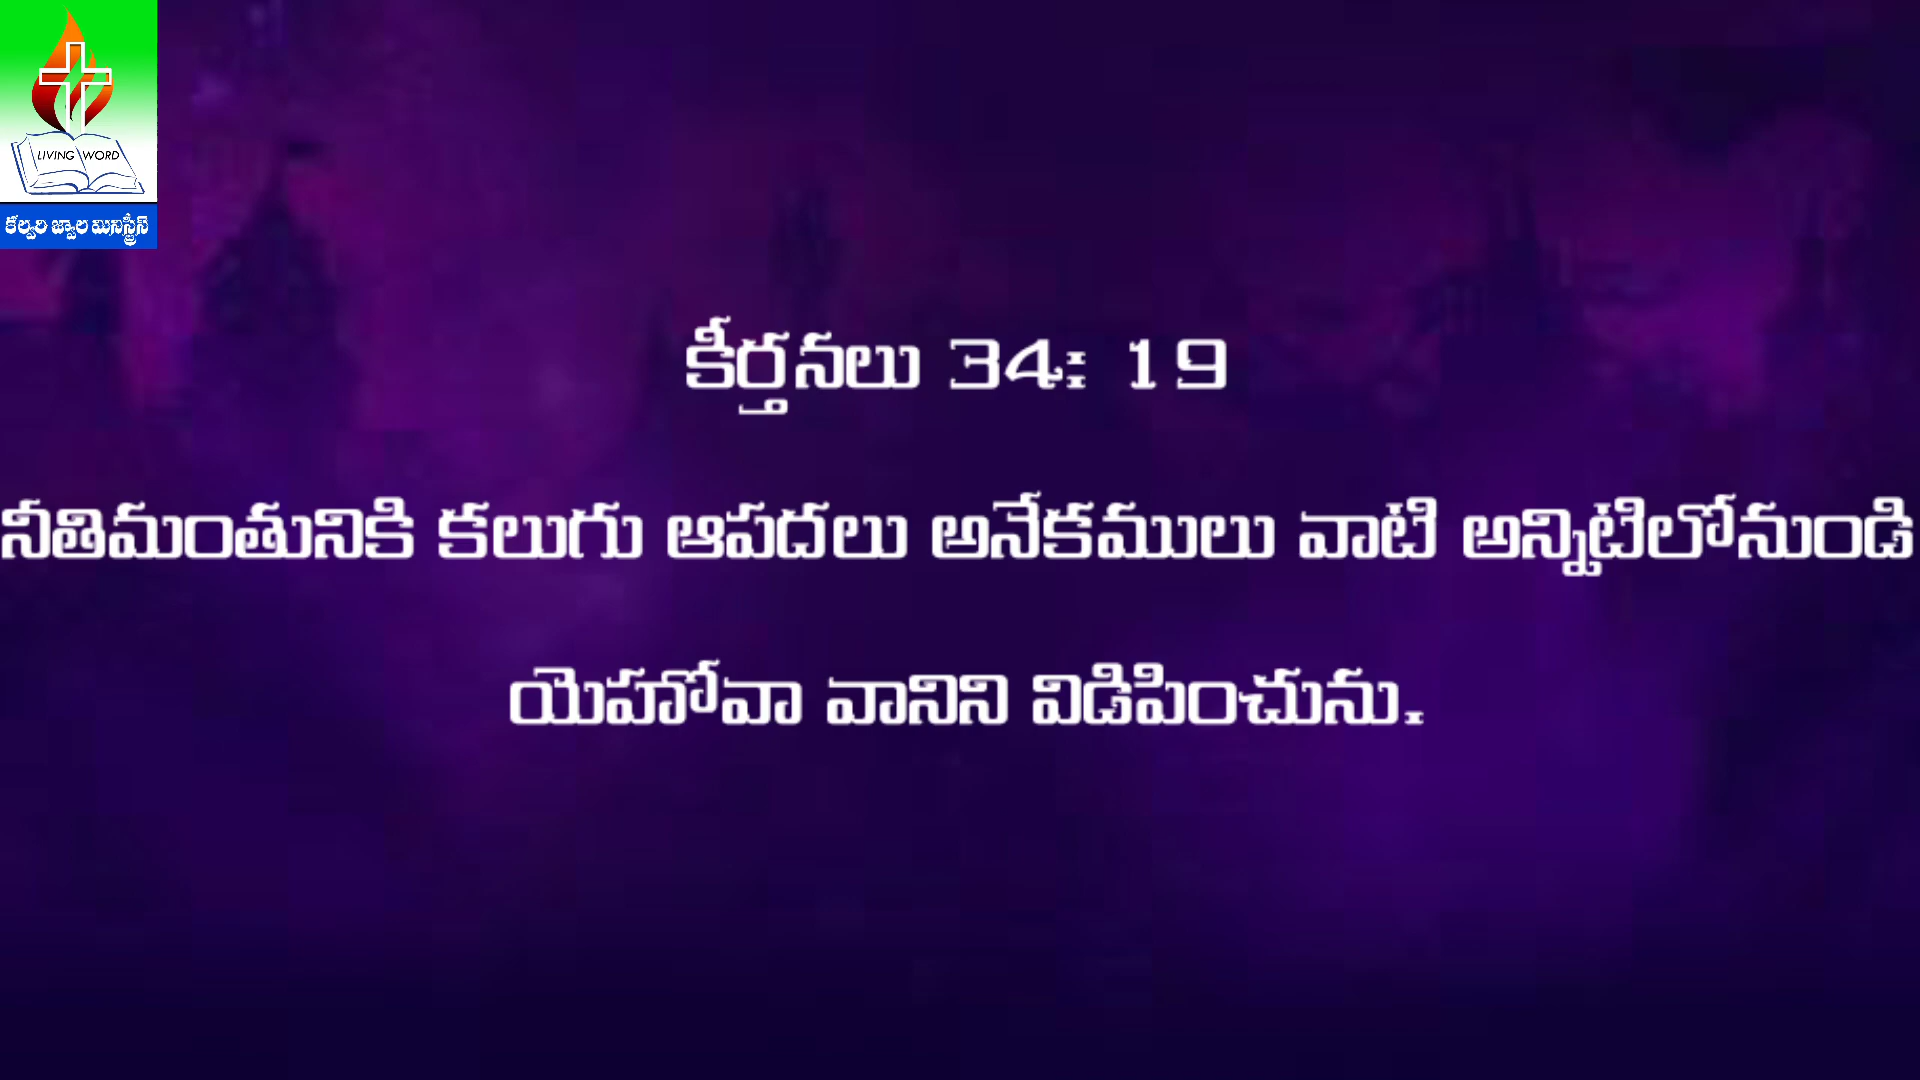 LIVING WORD
కల్వరి జ్వాల మినిస్ట్రీస్
కీర్తనలు 34: 19
నీతిమంతునికి కలుగు ఆపదలు అనేకములు వాటి అన్నిటిలోనుండి
యెహోవా వానిని విడిపించును.